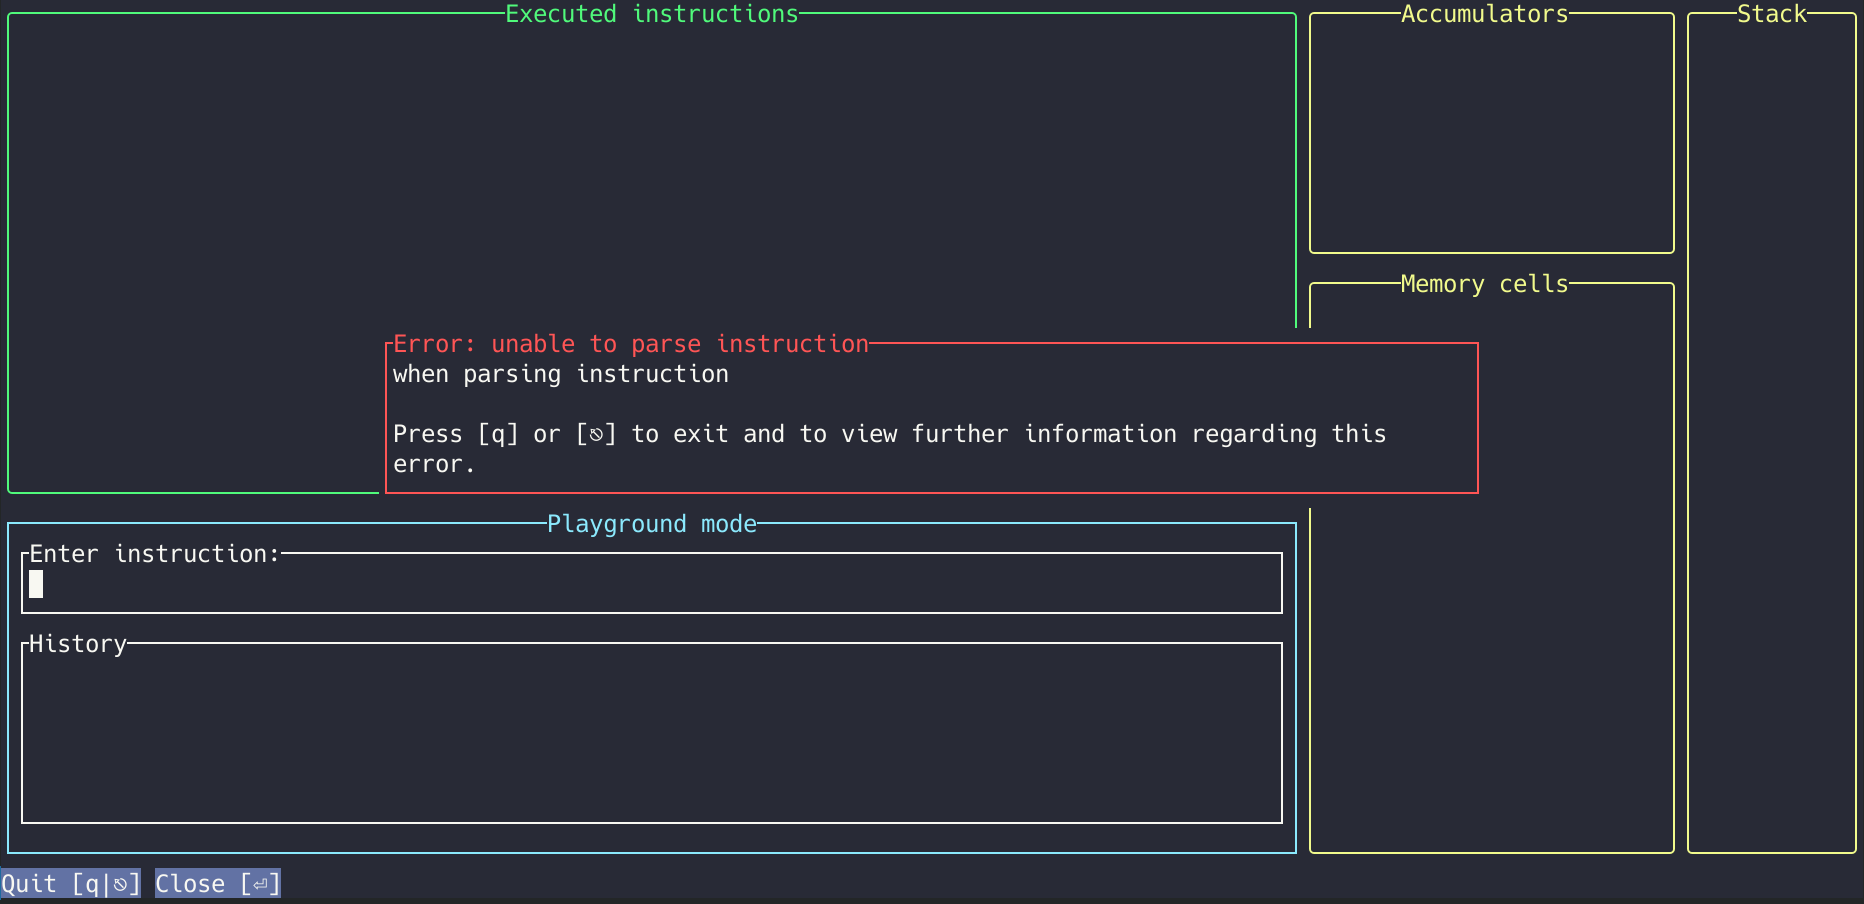 Executed instructions
Accumulators
Stack
Memory cells
Error: unable to parse instruction
when parsing instruction
Press [q] or [⎋] to exit and to view further information regarding this
error.
Playground mode
Enter instruction:
History
Quit [q|⎋] Close [⏎]